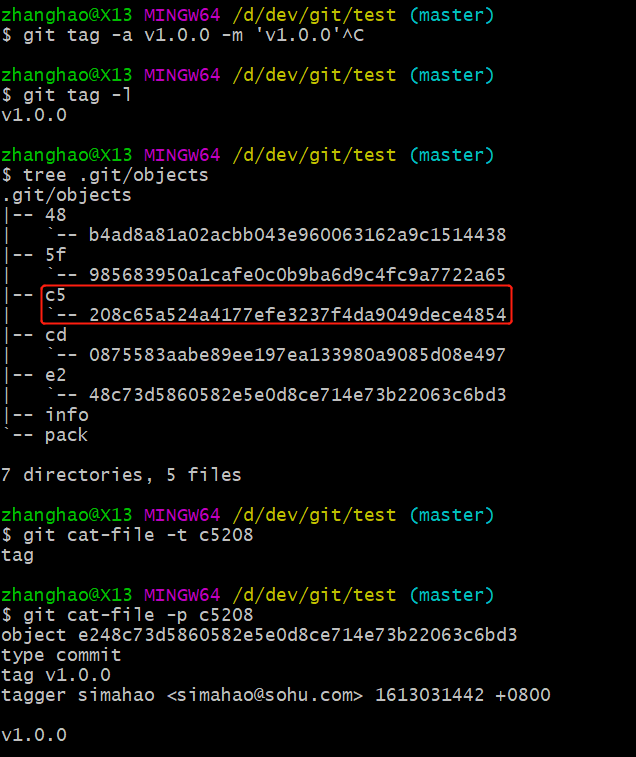 zhanghao@X13 MINGW64 /d/dev/git/test (master)
$ git tag -a v1.0.0 -m 'v1.0.0'^C
zhanghao@X13 MINGW64 /d/dev/git/test (master)
$ git tag -l
v1.0.0
zhanghao@X13 MINGW64 /d/dev/git/test (master)
$ tree .git/objects
.git/objects
|-- 48
|   `-- b4ad8a81a02acbb043e960063162a9c1514438
|-- 5f
|   `-- 985683950a1cafe0c0b9ba6d9c4fc9a7722a65
|-- c5
|   `-- 208c65a524a4177efe3237f4da9049dece4854
|-- cd
|   `-- 0875583aabe89ee197ea133980a9085d08e497
|-- e2
|   `-- 48c73d5860582e5e0d8ce714e73b22063c6bd3
|-- info
`-- pack
7 directories, 5 files
zhanghao@X13 MINGW64 /d/dev/git/test (master)
$ git cat-file -t c5208
tag
zhanghao@X13 MINGW64 /d/dev/git/test (master)
$ git cat-file -p c5208
object e248c73d5860582e5e0d8ce714e73b22063c6bd3
type commit
tag v1.0.0
tagger simahao <simahao@sohu.com> 1613031442 +0800
v1.0.0